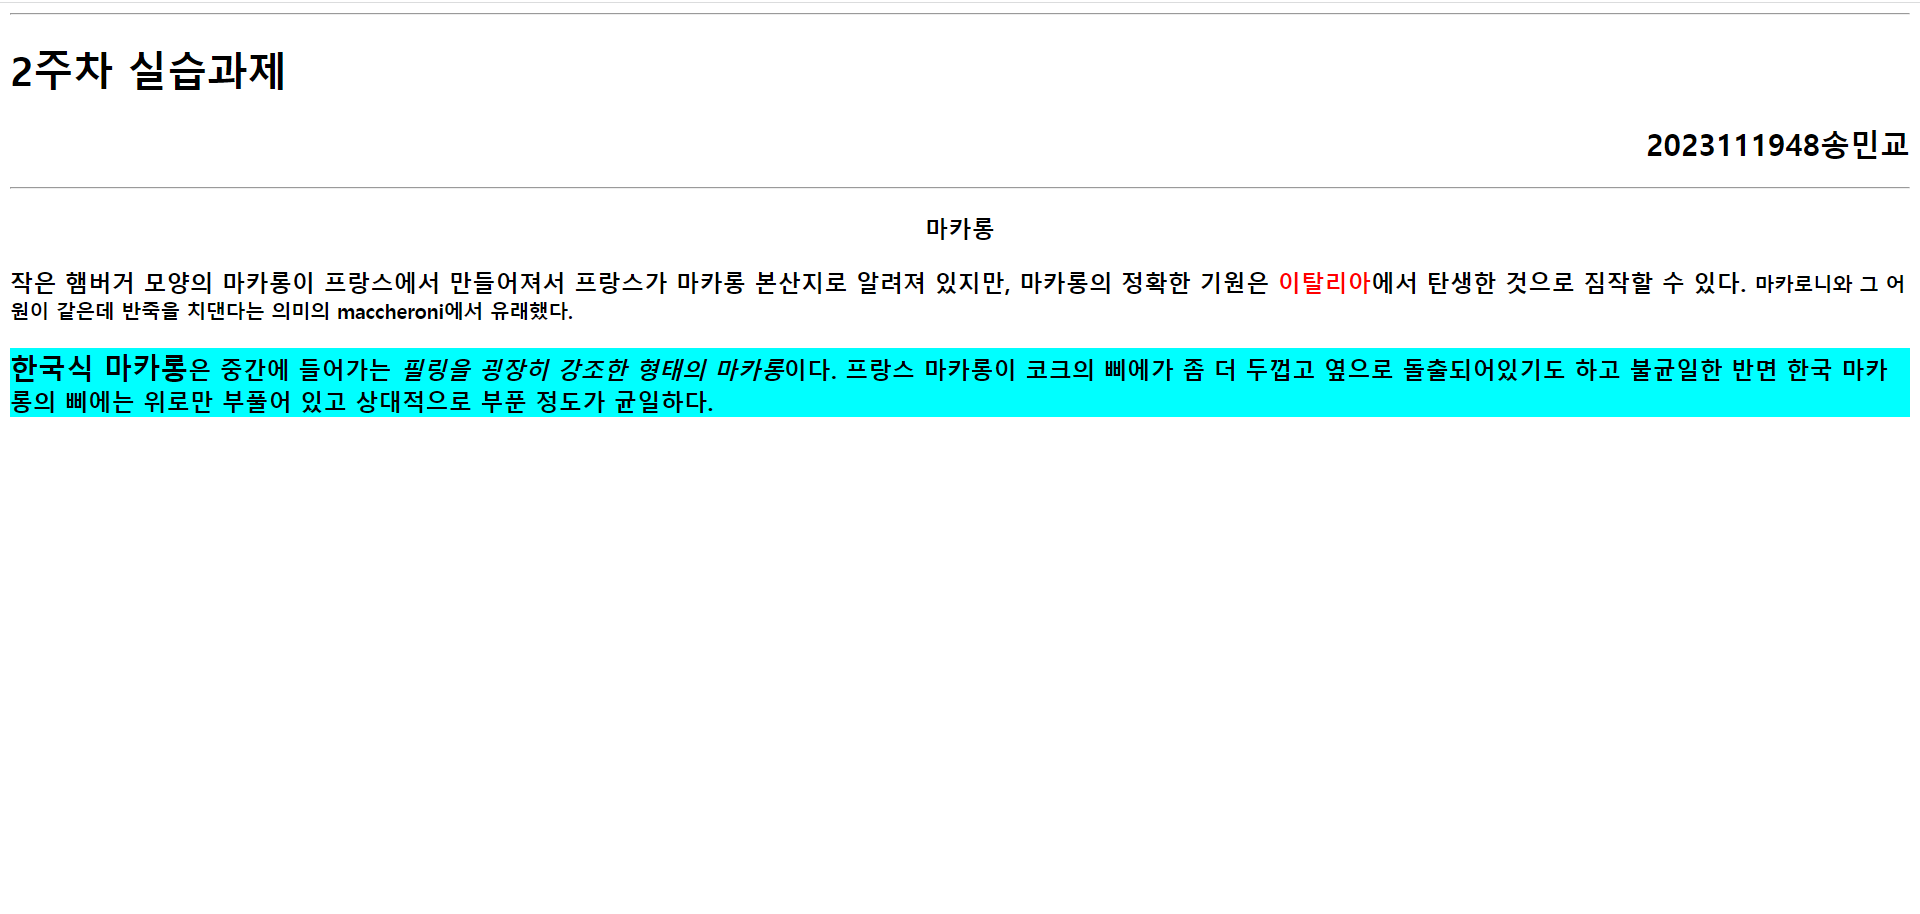 2주차 실습과제
2023111948송민교
마카롱
작은 햄버거 모양의 마카롱이 프랑스에서 만들어져서 프랑스가 마카롱 본산지로 알려져 있지만, 마카롱의 정확한 기원은 이탈리아에서 탄생한 것으로 짐작할 수 있다. 마카로니와 그 어
원이 같은데 반죽을 치댄다는 의미의 maccheroni에서 유래했다.
한국식 마카롱은 중간에 들어가는 필링을 굉장히 강조한 형태의 마카롱이다. 프랑스 마카롱이 코크의 삐에가 좀 더 두껍고 옆으로 돌출되어있기도 하고 불균일한 반면 한국 마카
롱의 삐에는 위로만 부풀어 있고 상대적으로 부푼 정도가 균일하다.